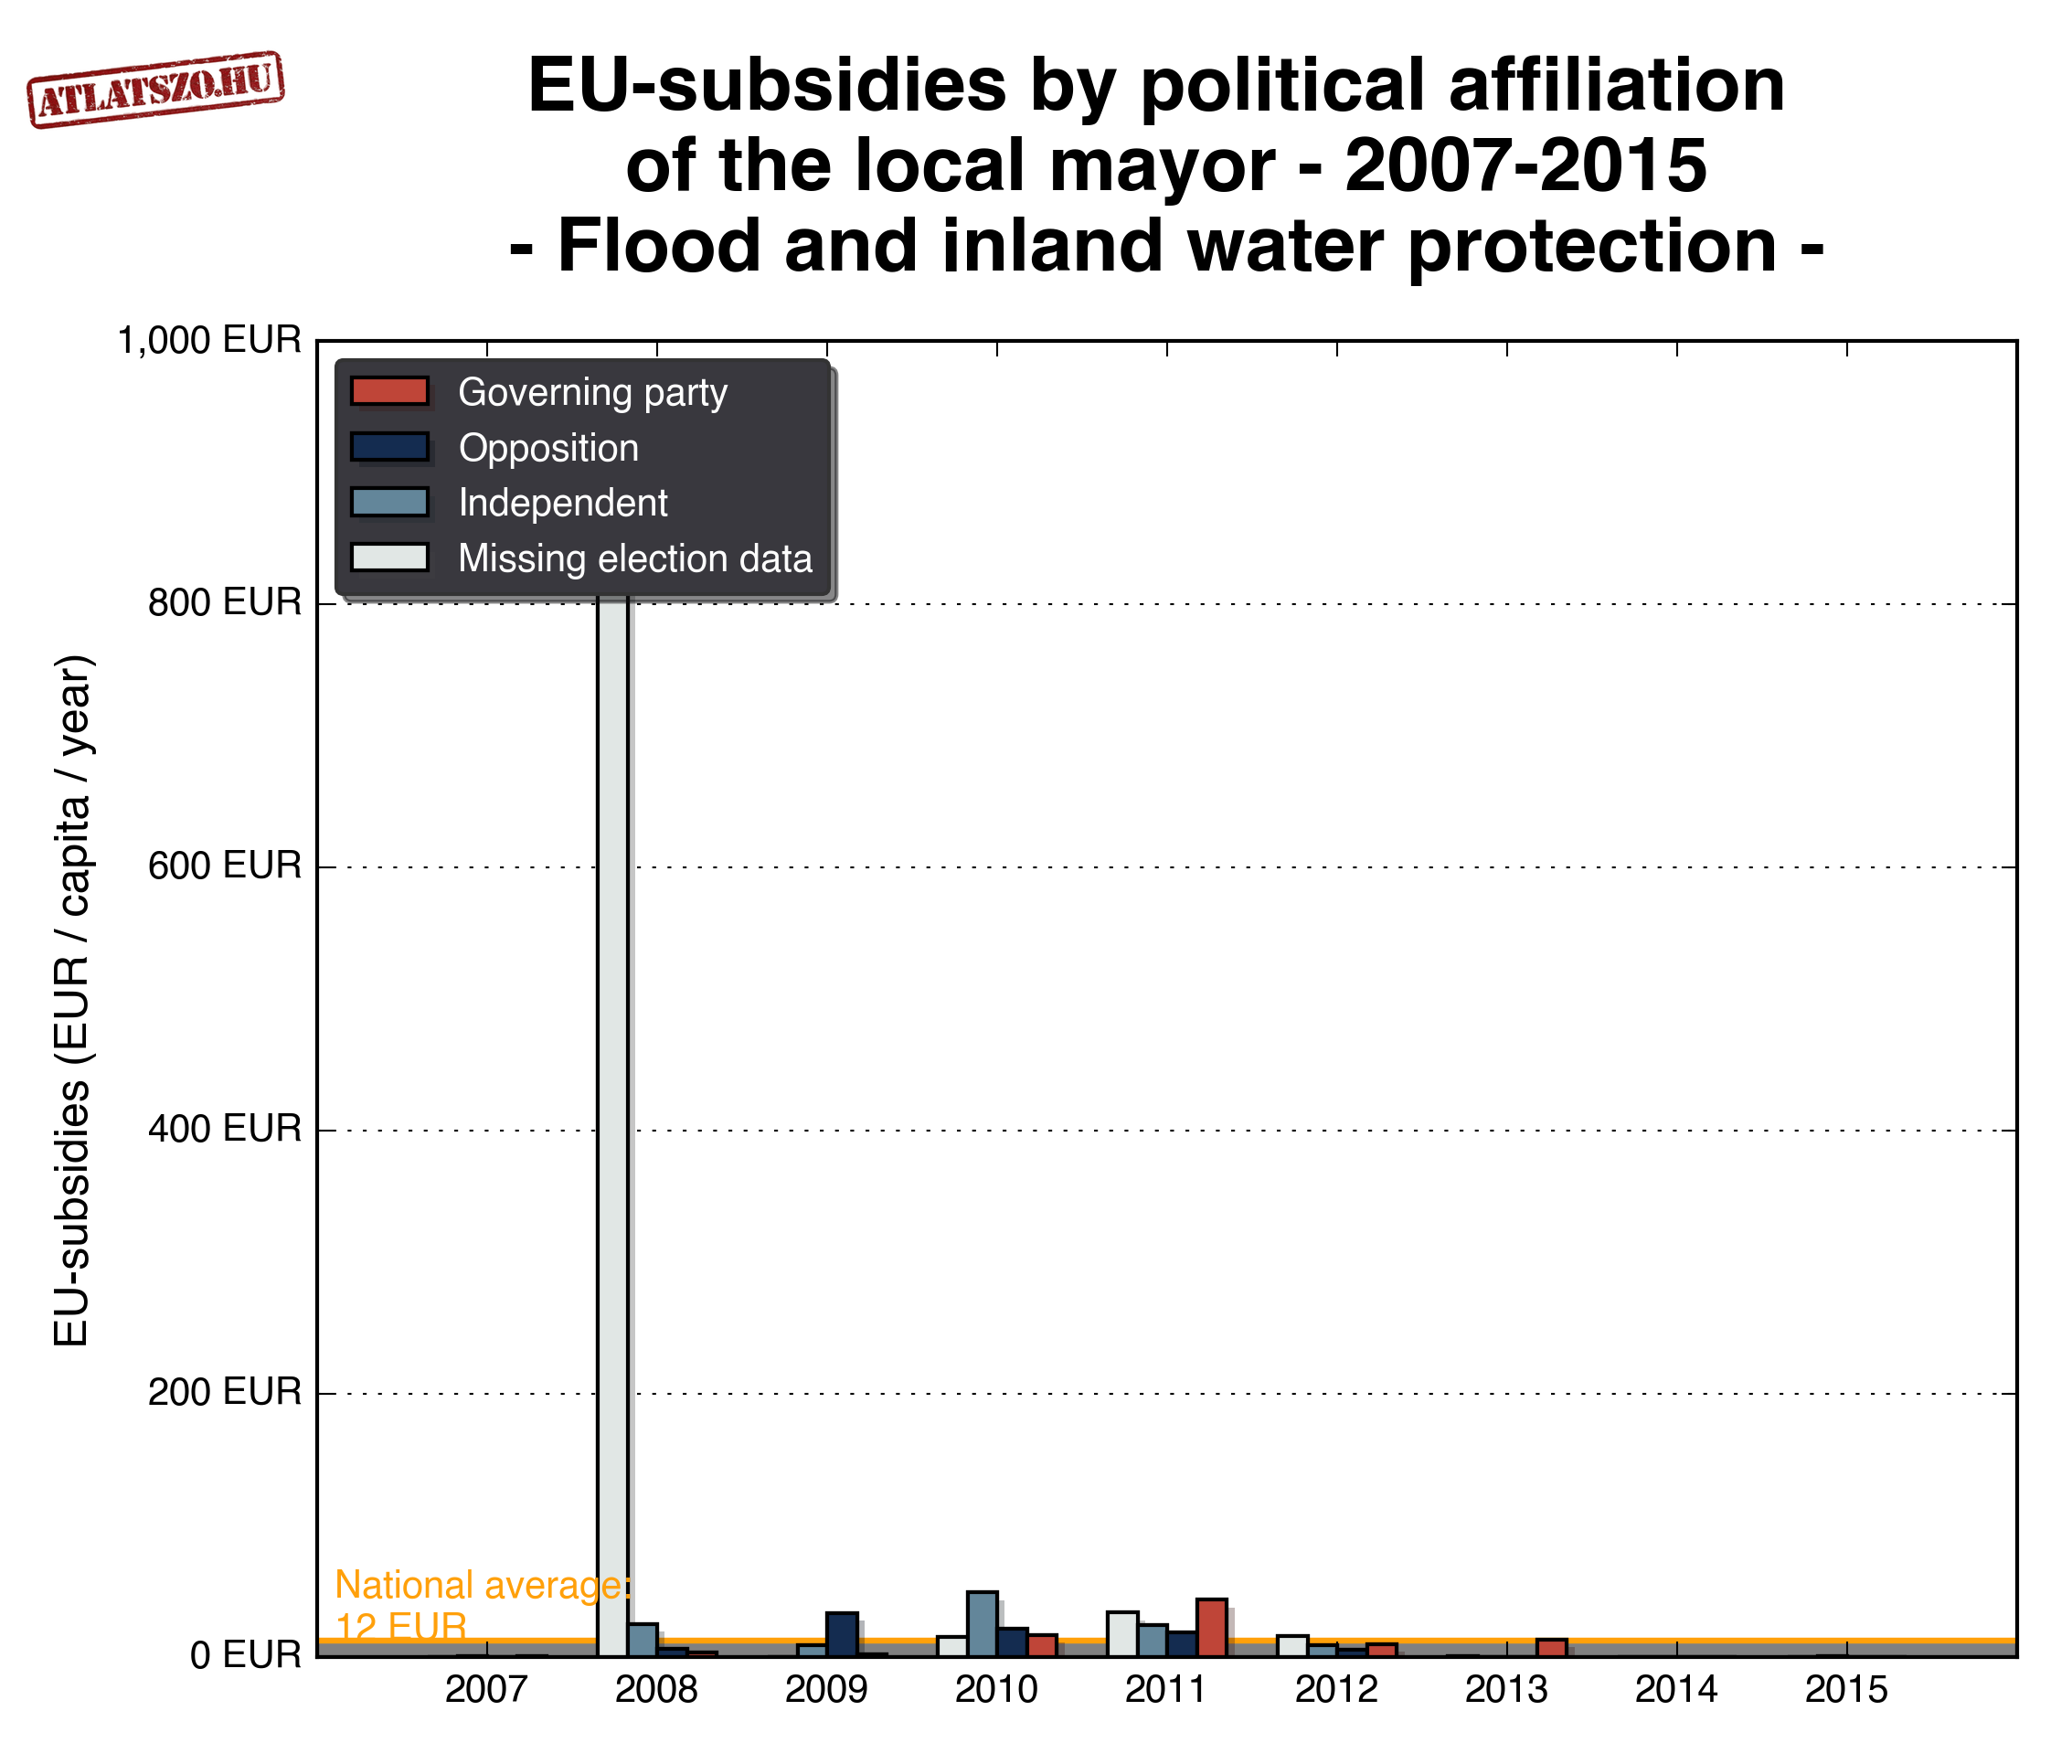 ATLATSZO.HU
EU-subsidies by political affiliation
of the local mayor - 2007-2015
- Flood and inland water protection -
1,000 EUR
800 EUR
600 EUR
400 EUR
200 EUR
0 EUR
EU-subsidies (EUR / capita / year)
Governing party
Opposition
Independent
Missing election data
National average:
12 EUR
2007
2008
2009
2010
2011
2012
2013
2014
2015